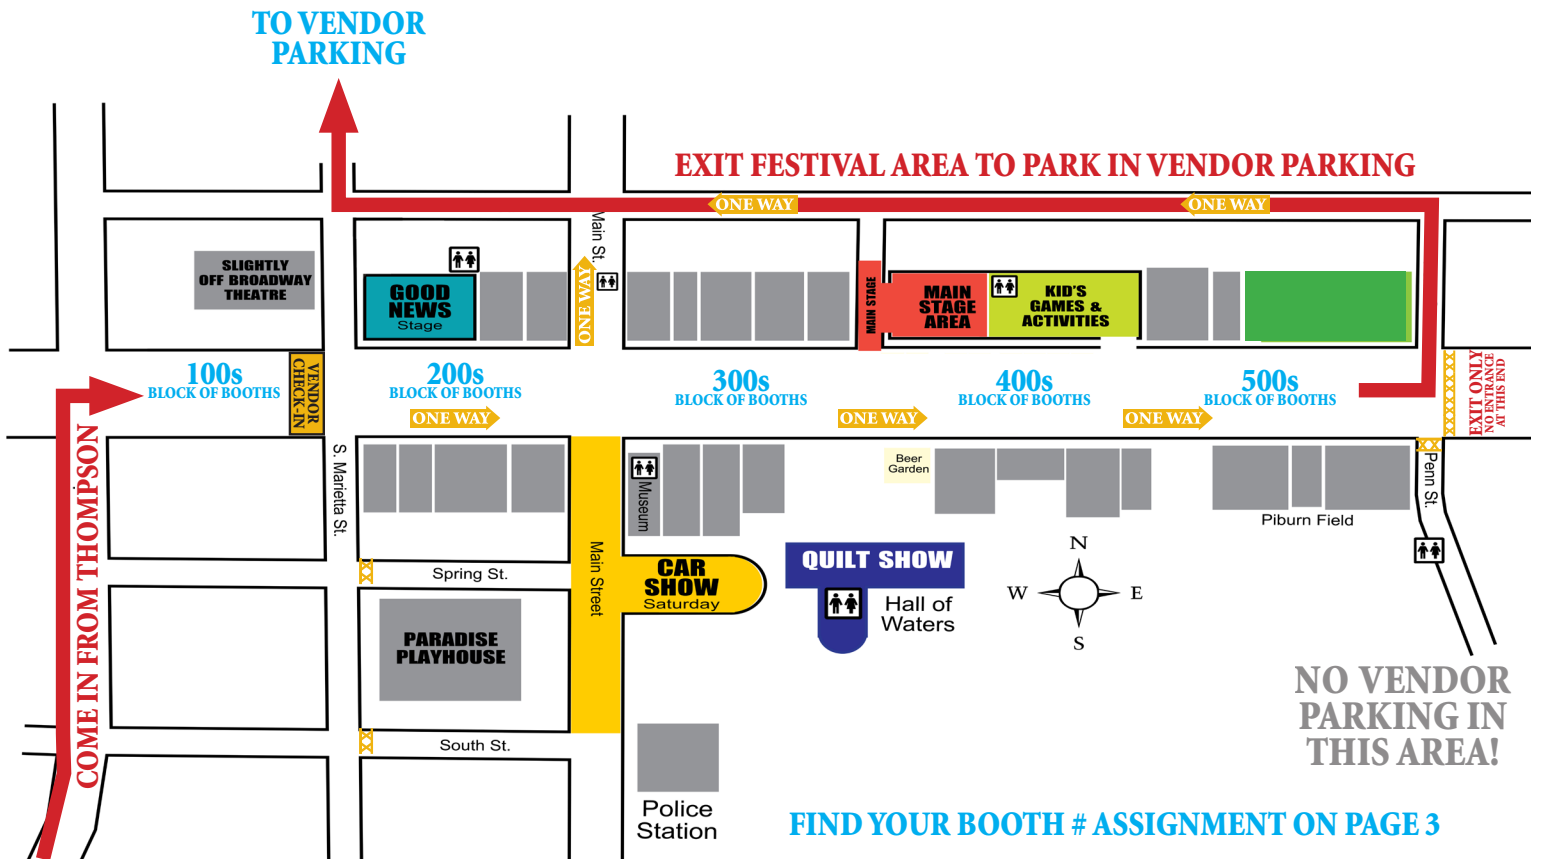 TO VENDOR
PARKING
EXIT FESTIVAL AREA TO PARK IN VENDOR PARKING
ONE WAY
ONE WAY
Main St.
SLIGHTLY
OFF BROADWAY
THEATRE
GOOD
NEWS
Stage
ONE WAY
MAIN STAGE
MAIN
STAGE
AREA
KID'S
GAMES &
ACTIVITIES
100s
BLOCK OF BOOTHS
VENDOR
CHECK-IN
200s
BLOCK OF BOOTHS
300s
BLOCK OF BOOTHS
400s
BLOCK OF BOOTHS
500s
BLOCK OF BOOTHS
EXIT ONLY
NO ENTRANCE
AT THIS END
ONE WAY
ONE WAY
ONE WAY
COME IN FROM THOMPSON
S. Marietta St.
Museum
Beer
Garden
Piburn Field
Penn St.
Spring St.
Main Street
CAR
SHOW
Saturday
QUILT SHOW
Hall of
Waters
N
W
E
S
PARADISE
PLAYHOUSE
South St.
Police
Station
NO VENDOR
PARKING IN
THIS AREA!
FIND YOUR BOOTH # ASSIGNMENT ON PAGE 3